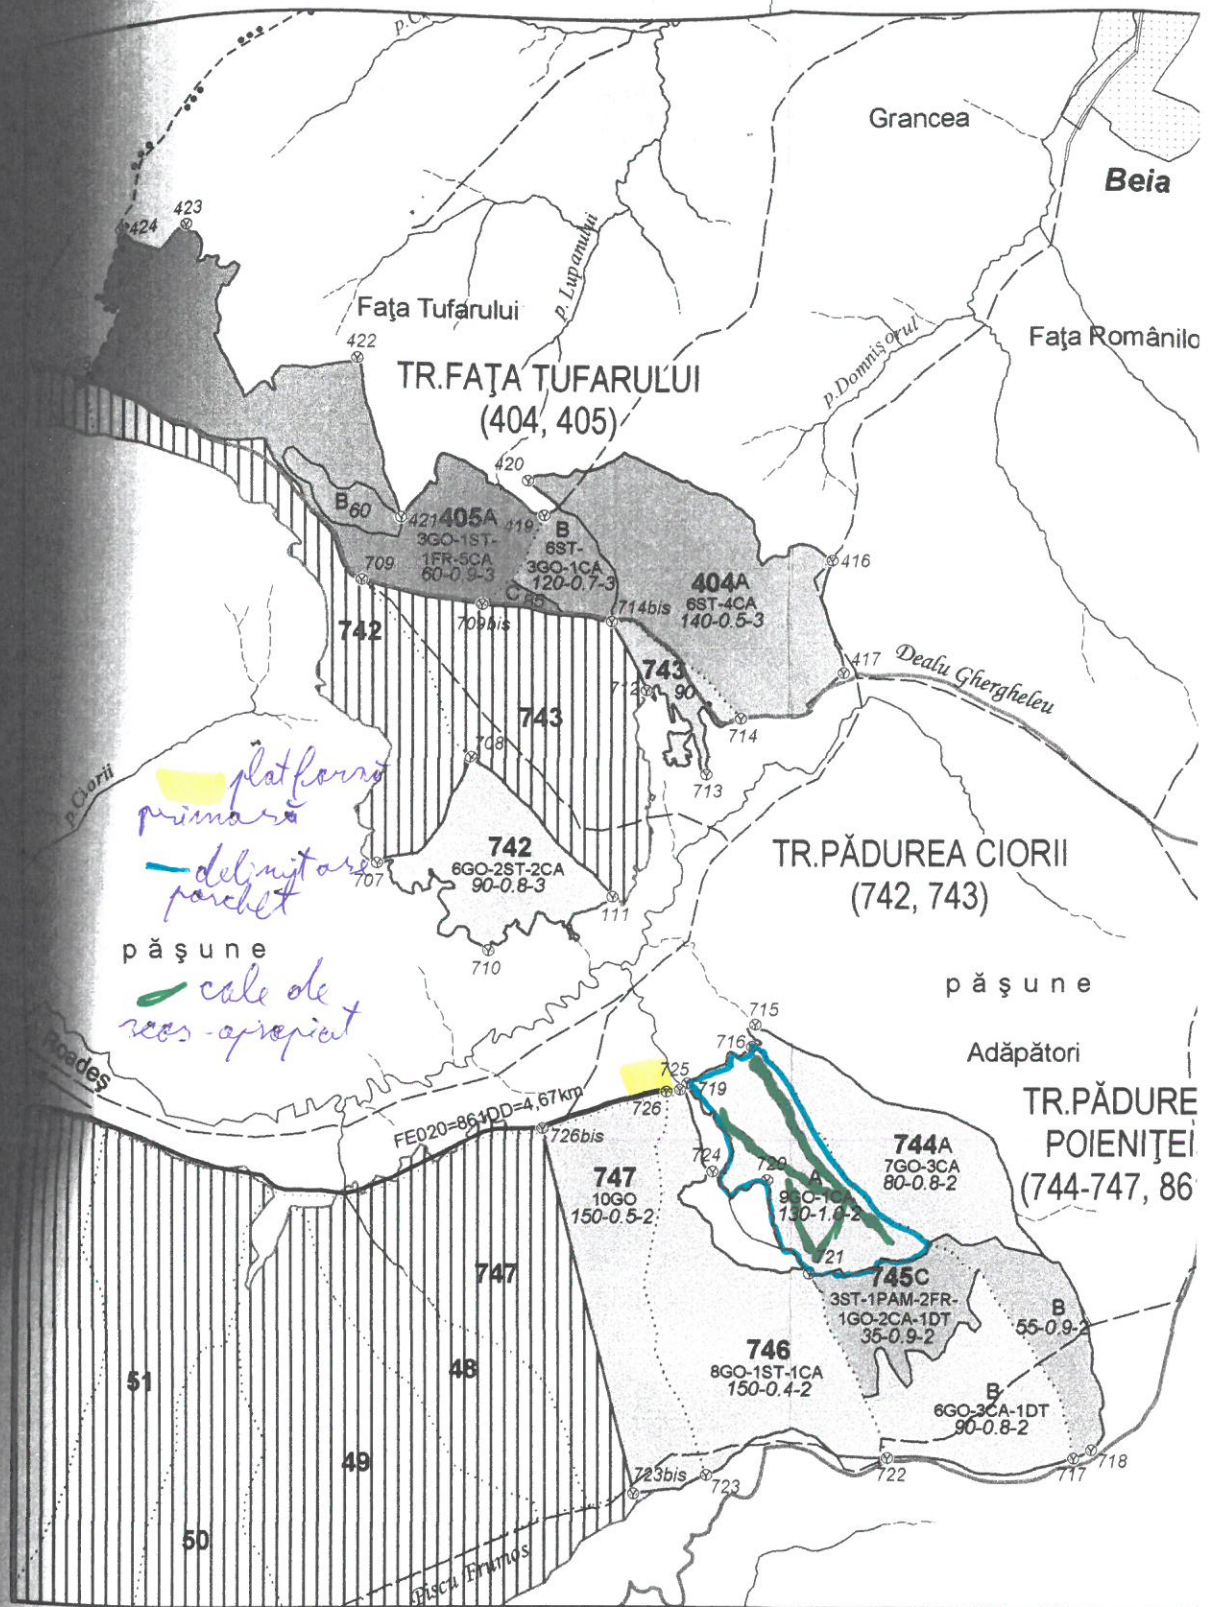 Grancea
Beia
423
424
p. Lupanului
Fața Tufarului
p. Domnișorul
Fața Românilo
422
TR.FAȚA TUFARULUI
(404, 405)
420
B60
421
405A
3GO-1ST-
1FR-5CA
60-0.9-3
419
B
6ST-
3GO-1CA
120-0.7-3
416
404A
6ST-4CA
140-0.5-3
709
C 85
709bis
714bis
742
743
90
712
417
Dealu Ghergheleu
743
714
708
713
p. Ciorii
platformă
primară
742
6GO-2ST-2CA
90-0.8-3
TR.PĂDUREA CIORII
(742, 743)
707
delimitare
parchet
111
710
pășune
cale de
scos-apropiat
pășune
715
716
Adăpători
Roadeș
725
719
726
TR.PĂDURE
POIENIȚEI
(744-747, 86
FE020=861DD=4,67km
726bis
744A
7GO-3CA
80-0.8-2
724
720
747
10GO
150-0.5-2
A
9GO-1CA
130-1.0-2
721
747
745C
3ST-1PAM-2FR-
1GO-2CA-1DT
35-0.9-2
B
55-0.9-2
746
8GO-1ST-1CA
150-0.4-2
51
48
B
6GO-3CA-1DT
90-0.8-2
49
723bis
723
722
717
718
50
Piscu Frumos